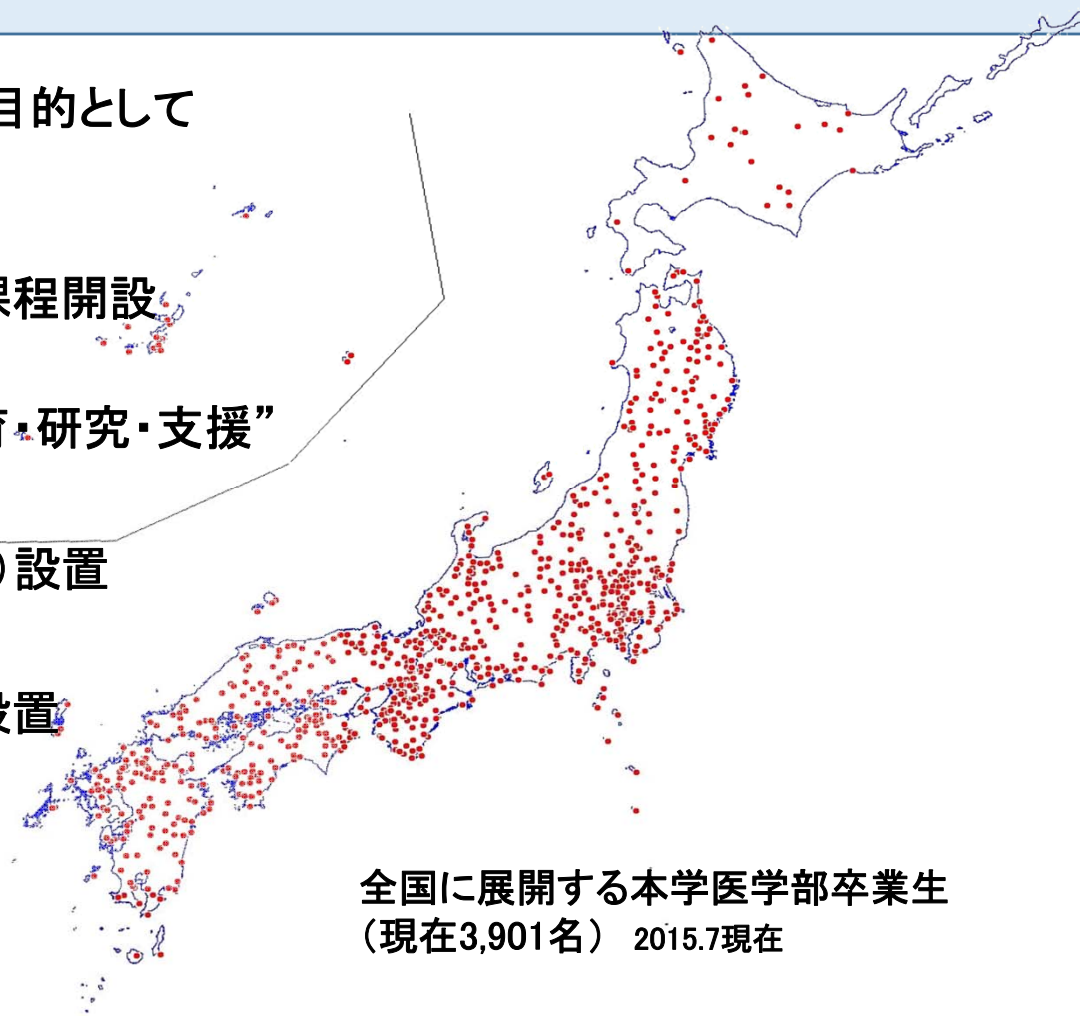 目的として
課程開設
育・研究・支援”
）設置
設置
全国に展開する本学医学部卒業生
（現在3,901名） 2015.7現在